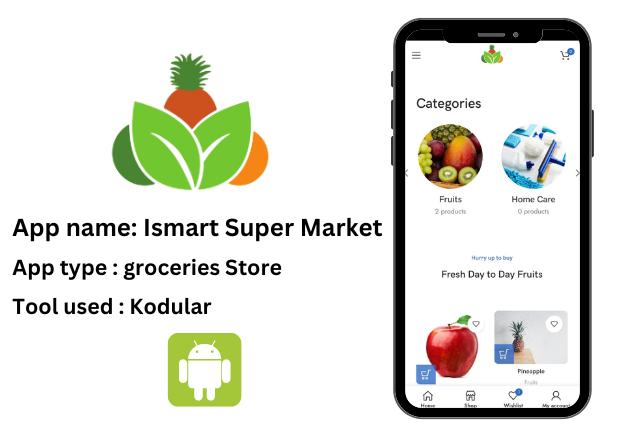 App name: Ismart Super Market
App type : groceries Store
Tool used : Kodular
Categories
Fruits
2 products
Home Care
0 products
Hurry up to buy
Fresh Day to Day Fruits
Pineapple
Fruits
Home
Shop
Wishlist
My account